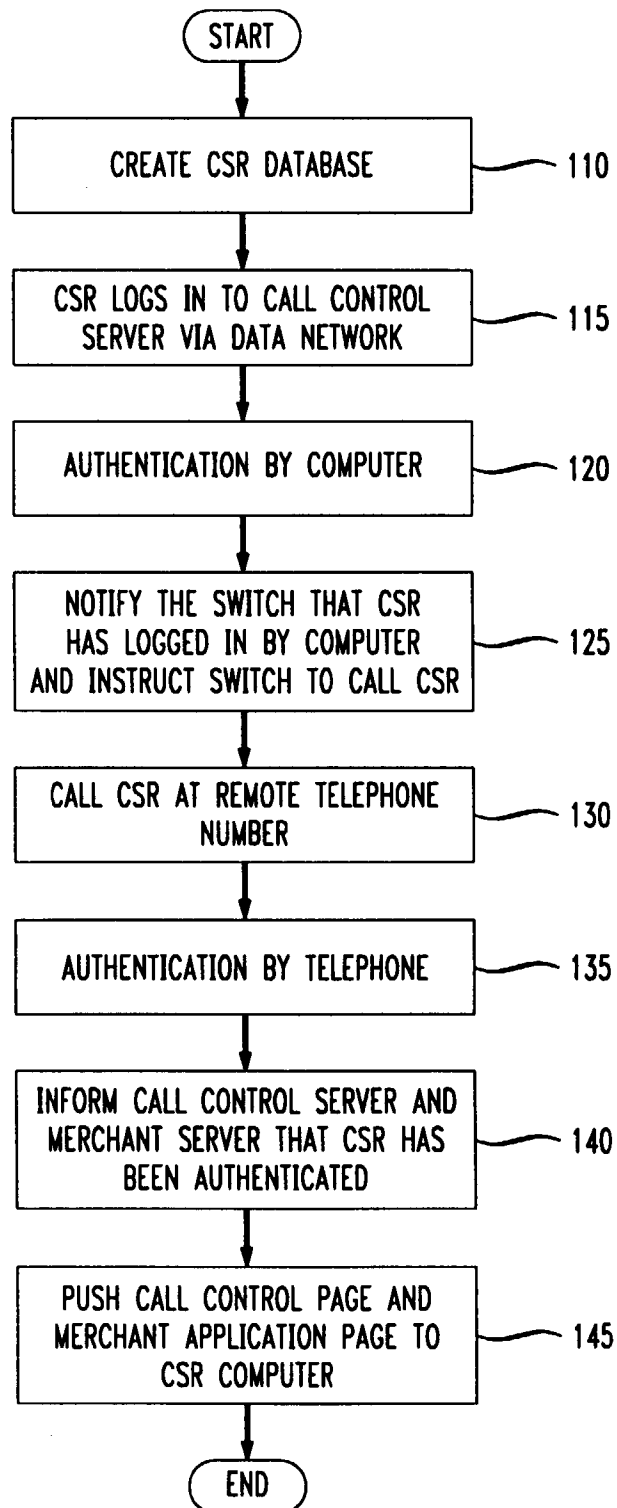 START
CREATE CSR DATABASE
110
CSR LOGS IN TO CALL CONTROL
SERVER VIA DATA NETWORK
115
AUTHENTICATION BY COMPUTER
120
NOTIFY THE SWITCH THAT CSR
HAS LOGGED IN BY COMPUTER
AND INSTRUCT SWITCH TO CALL CSR
125
CALL CSR AT REMOTE TELEPHONE
NUMBER
130
AUTHENTICATION BY TELEPHONE
135
INFORM CALL CONTROL SERVER AND
MERCHANT SERVER THAT CSR HAS
BEEN AUTHENTICATED
140
PUSH CALL CONTROL PAGE AND
MERCHANT APPLICATION PAGE TO
CSR COMPUTER
145
END